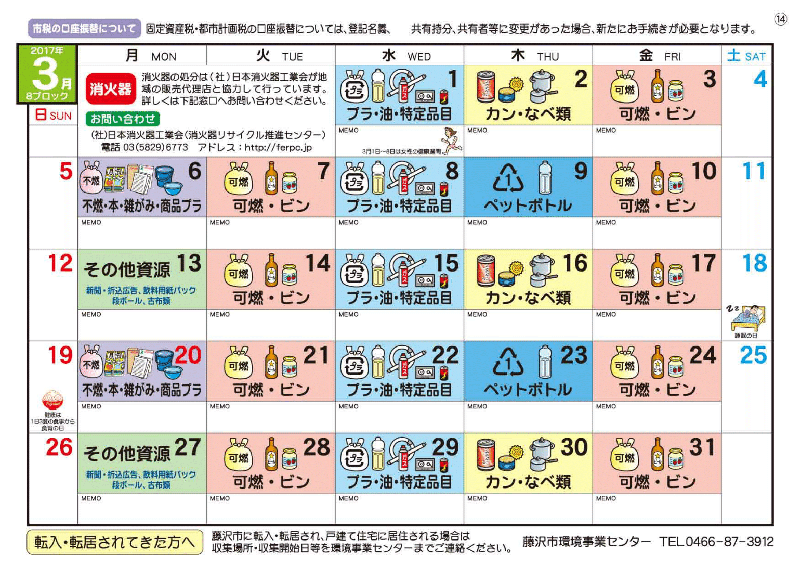 市税の口座振替について 固定資産税・都市計画税の口座振替については、登記名義、 共有持分、共有者等に変更があった場合、新たにお手続きが必要となります。 ⑭
2017年
3月
8ブロック
月 MON 火 TUE 水 WED 木 THU 金 FRI 土 SAT
日 SUN
消火器
消火器の処分は(社)日本消火器工業会が地
域の販売代理店と協力して行っています。
詳しくは下記窓口へお問い合わせください。
お問い合わせ
(社)日本消火器工業会(消火器リサイクル推進センター)
電話 03(5829)6773 アドレス:http://ferpc.jp
1 2 3 4
プラ・油・特定品目 カン・なべ類 可燃・ビン
MEMO MEMO MEMO
3月1日~8日は女性の健康週間
5 6 7 8 9 10 11
不燃 可燃 プラ 1 可燃
不燃・本・雑がみ・商品プラ 可燃・ビン プラ・油・特定品目 ペットボトル 可燃・ビン
MEMO MEMO MEMO MEMO MEMO
12 その他資源 13 14 15 16 17 18
新聞・折込広告、飲料用紙パック
段ボール、古布類
可燃 プラ 可燃
可燃・ビン プラ・油・特定品目 カン・なべ類 可燃・ビン
MEMO MEMO MEMO MEMO MEMO
睡眠の日
19 20 21 22 23 24 25
不燃 可燃 プラ 1 可燃
不燃・本・雑がみ・商品プラ 可燃・ビン プラ・油・特定品目 ペットボトル 可燃・ビン
MEMO MEMO MEMO MEMO MEMO
健康は
1日3回の食事から
食育の日
26 その他資源 27 28 29 30 31
新聞・折込広告、飲料用紙パック
段ボール、古布類
可燃 プラ 可燃
可燃・ビン プラ・油・特定品目 カン・なべ類 可燃・ビン
MEMO MEMO MEMO MEMO MEMO
転入・転居されてきた方へ
藤沢市に転入・転居され、戸建て住宅に居住される場合は
収集場所・収集開始日等を環境事業センターまでご連絡ください。
藤沢市環境事業センター TEL0466-87-3912